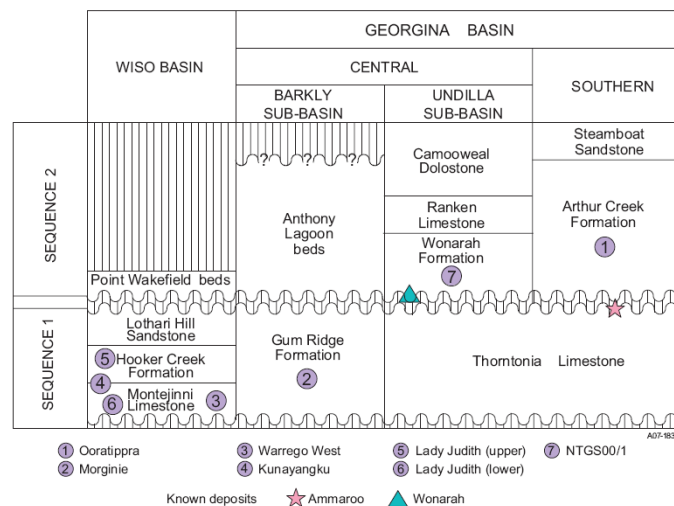 GEORGINA BASIN
WISO BASIN
CENTRAL
SOUTHERN
BARKLY
SUB-BASIN
UNDILLA
SUB-BASIN
SEQUENCE 2
? ? ?
Camooweal
Dolostone
Steamboat
Sandstone
Anthony
Lagoon
beds
Ranken
Limestone
Wonarah
Formation
7
Arthur Creek
Formation
1
Point Wakefield beds
SEQUENCE 1
Lothari Hill
Sandstone
5 Hooker Creek
Formation
4
Montejinni
6 Limestone 3
Gum Ridge
Formation
2
Thorntonia Limestone
A07-183
1 Ooratippra
3 Warrego West
5 Lady Judith (upper)
7 NTGS00/1
2 Morginie
4 Kunayangku
6 Lady Judith (lower)
Known deposits Ammaroo Wonarah